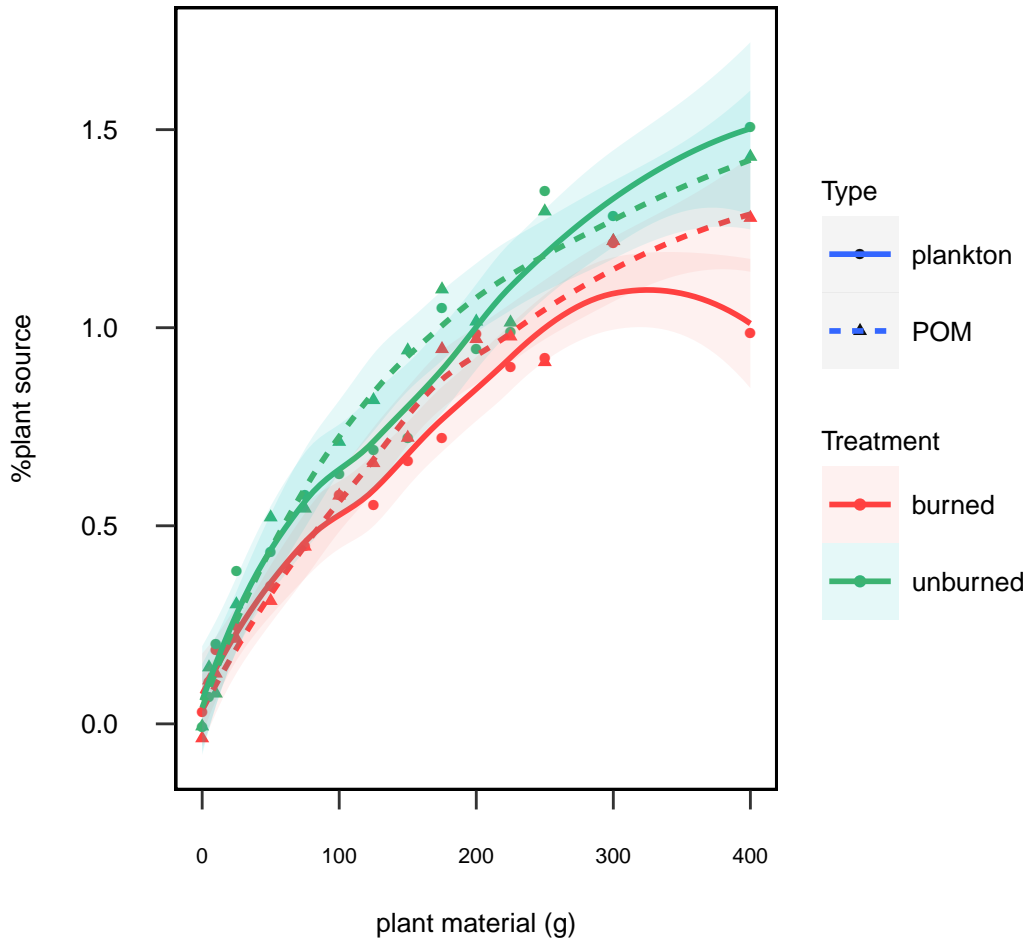 %plant source
1.5
1.0
0.5
0.0
0 100 200 300 400
plant material (g)
Type
plankton
POM
Treatment
burned
unburned